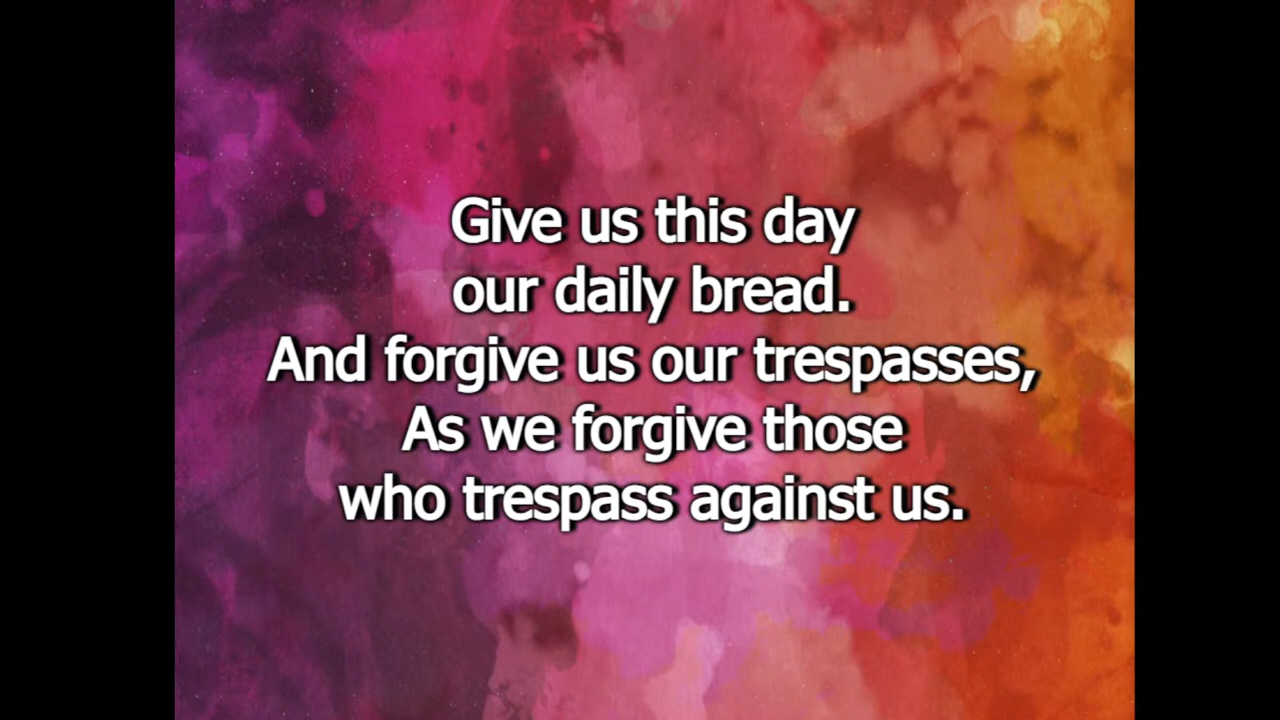 Give us this day
our daily bread.
And forgive us our trespasses,
As we forgive those
who trespass against us.